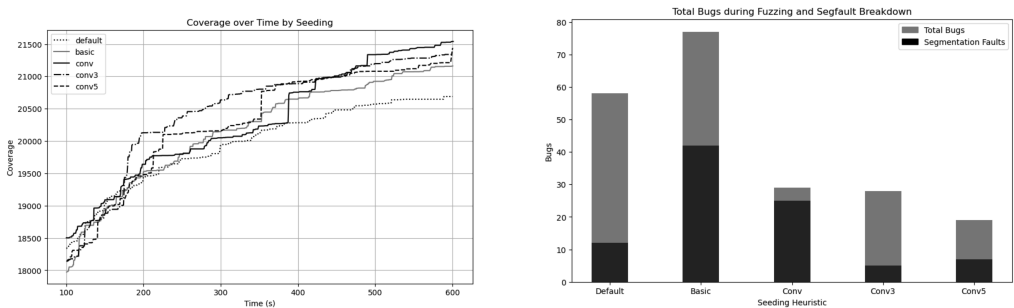 Coverage over Time by Seeding
default
basic
conv
conv3
conv5
21500
21000
20500
20000
19500
19000
18500
18000
Coverage
100
200
300
400
500
600
Time (s)
Total Bugs during Fuzzing and Segfault Breakdown
Total Bugs
Segmentation Faults
80
70
60
50
40
30
20
10
0
Bugs
Default
Basic
Conv
Conv3
Conv5
Seeding Heuristic